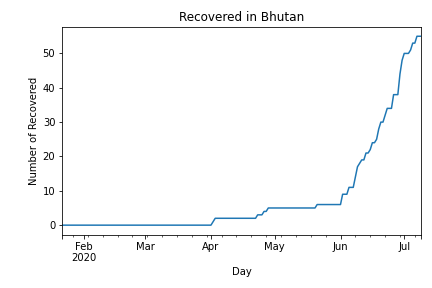 Recovered in Bhutan
Number of Recovered
50
40
30
20
10
0
Feb
2020
Mar
Apr
May
Jun
Jul
Day